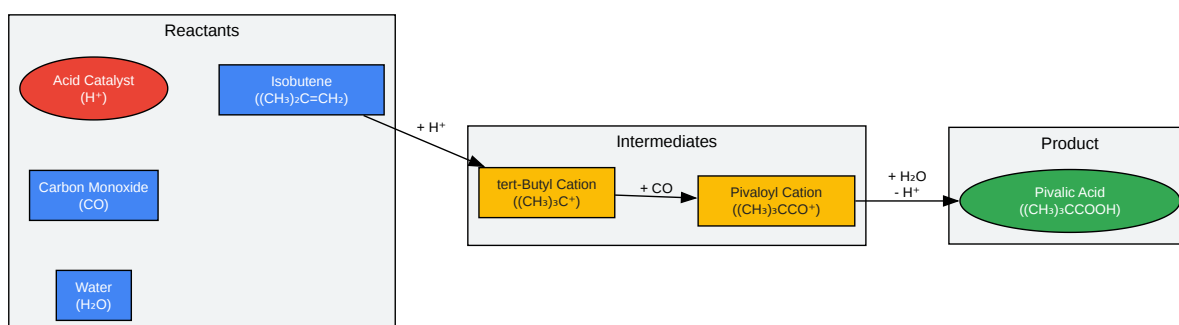 Reactants
Acid Catalyst
(H⁺)
Isobutene
((CH₃)₂C=CH₂)
Carbon Monoxide
(CO)
Water
(H₂O)
+ H⁺
Intermediates
tert-Butyl Cation
((CH₃)₃C⁺)
+ CO
Pivaloyl Cation
((CH₃)₃CCO⁺)
+ H₂O
- H⁺
Product
Pivalic Acid
((CH₃)₃CCOOH)